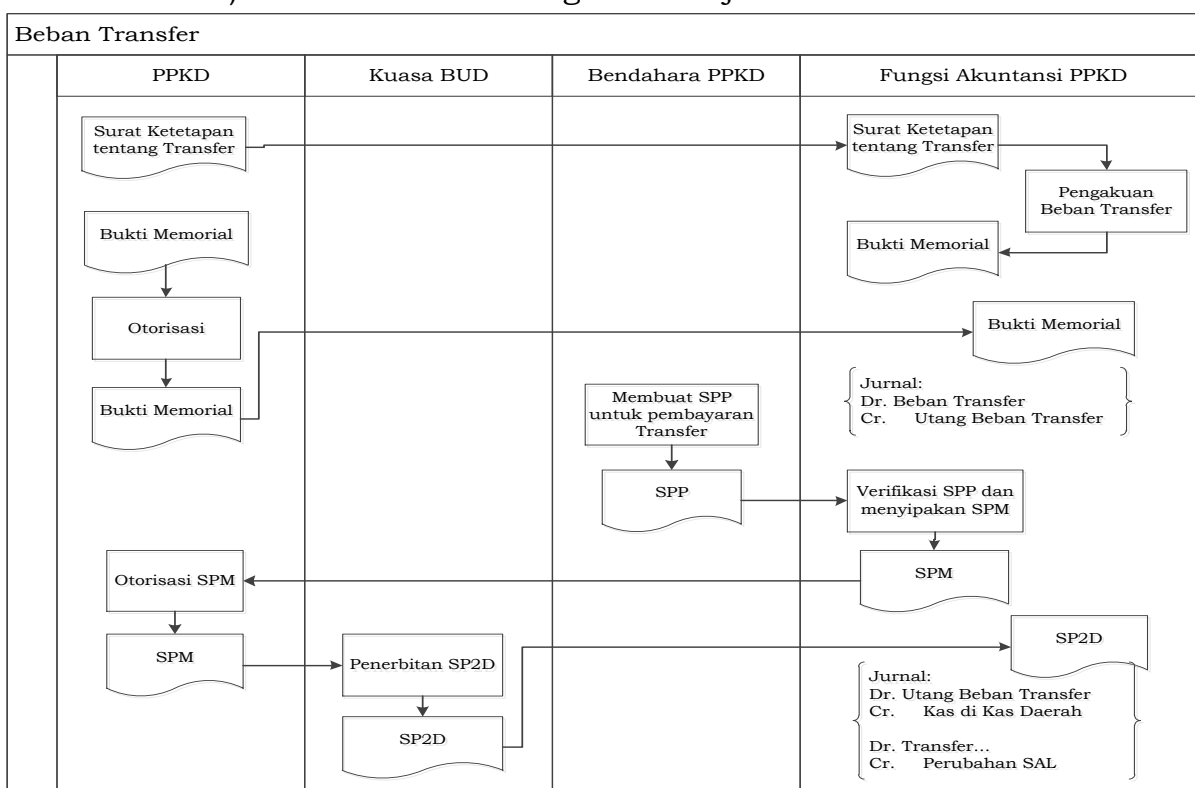 Beban Transfer
PPKD
Kuasa BUD
Bendahara PPKD
Fungsi Akuntansi PPKD
Surat Ketetapan
tentang Transfer
Surat Ketetapan
tentang Transfer
Pengakuan
Beban Transfer
Bukti Memorial
Bukti Memorial
Otorisasi
Bukti Memorial
Bukti Memorial
Jurnal:
Dr. Beban Transfer
Cr. Utang Beban Transfer
Membuat SPP
untuk pembayaran
Transfer
SPP
Verifikasi SPP dan
menyipakan SPM
SPM
Otorisasi SPM
SPM
Penerbitan SP2D
SP2D
SP2D
Jurnal:
Dr. Utang Beban Transfer
Cr. Kas di Kas Daerah
Dr. Transfer...
Cr. Perubahan SAL